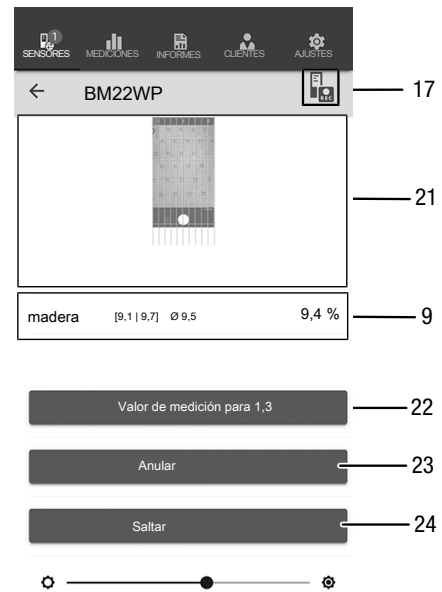 1
SENSORES MEDICIONES INFORMES CLIENTES AJUSTES
BM22WP REC 17
21
madera [9,1 | 9,7] Ø 9,5 9,4 % 9
Valor de medición para 1,3 22
Anular 23
Saltar 24